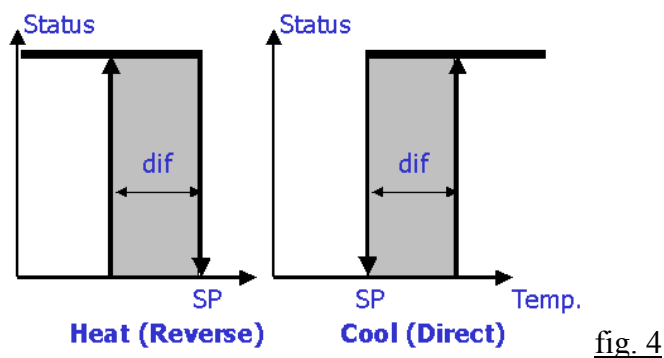 Status
Status
dif
dif
SP
SP
Temp.
Heat (Reverse)
Cool (Direct)
fig. 4